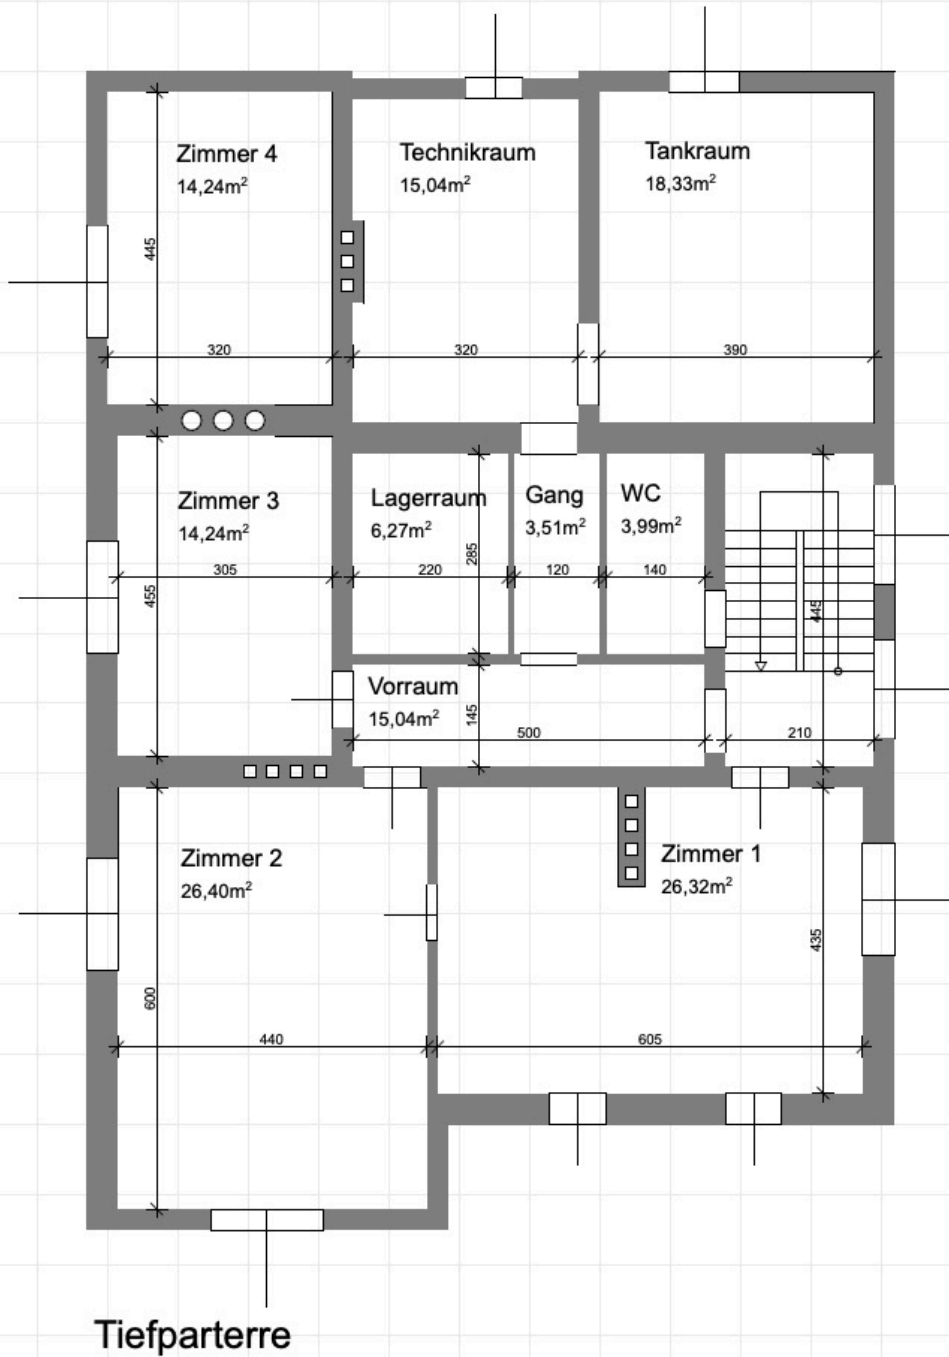 Zimmer 4
14,24m²
Technikraum
15,04m²
Tankraum
18,33m²
445
320
320
390
Zimmer 3
14,24m²
Lagerraum
6,27m²
Gang
3,51m²
WC
3,99m²
285
305
220
120
140
455
445
Vorraum
15,04m²
145
500
210
Zimmer 2
26,40m²
Zimmer 1
26,32m²
435
600
440
605
Tiefparterre